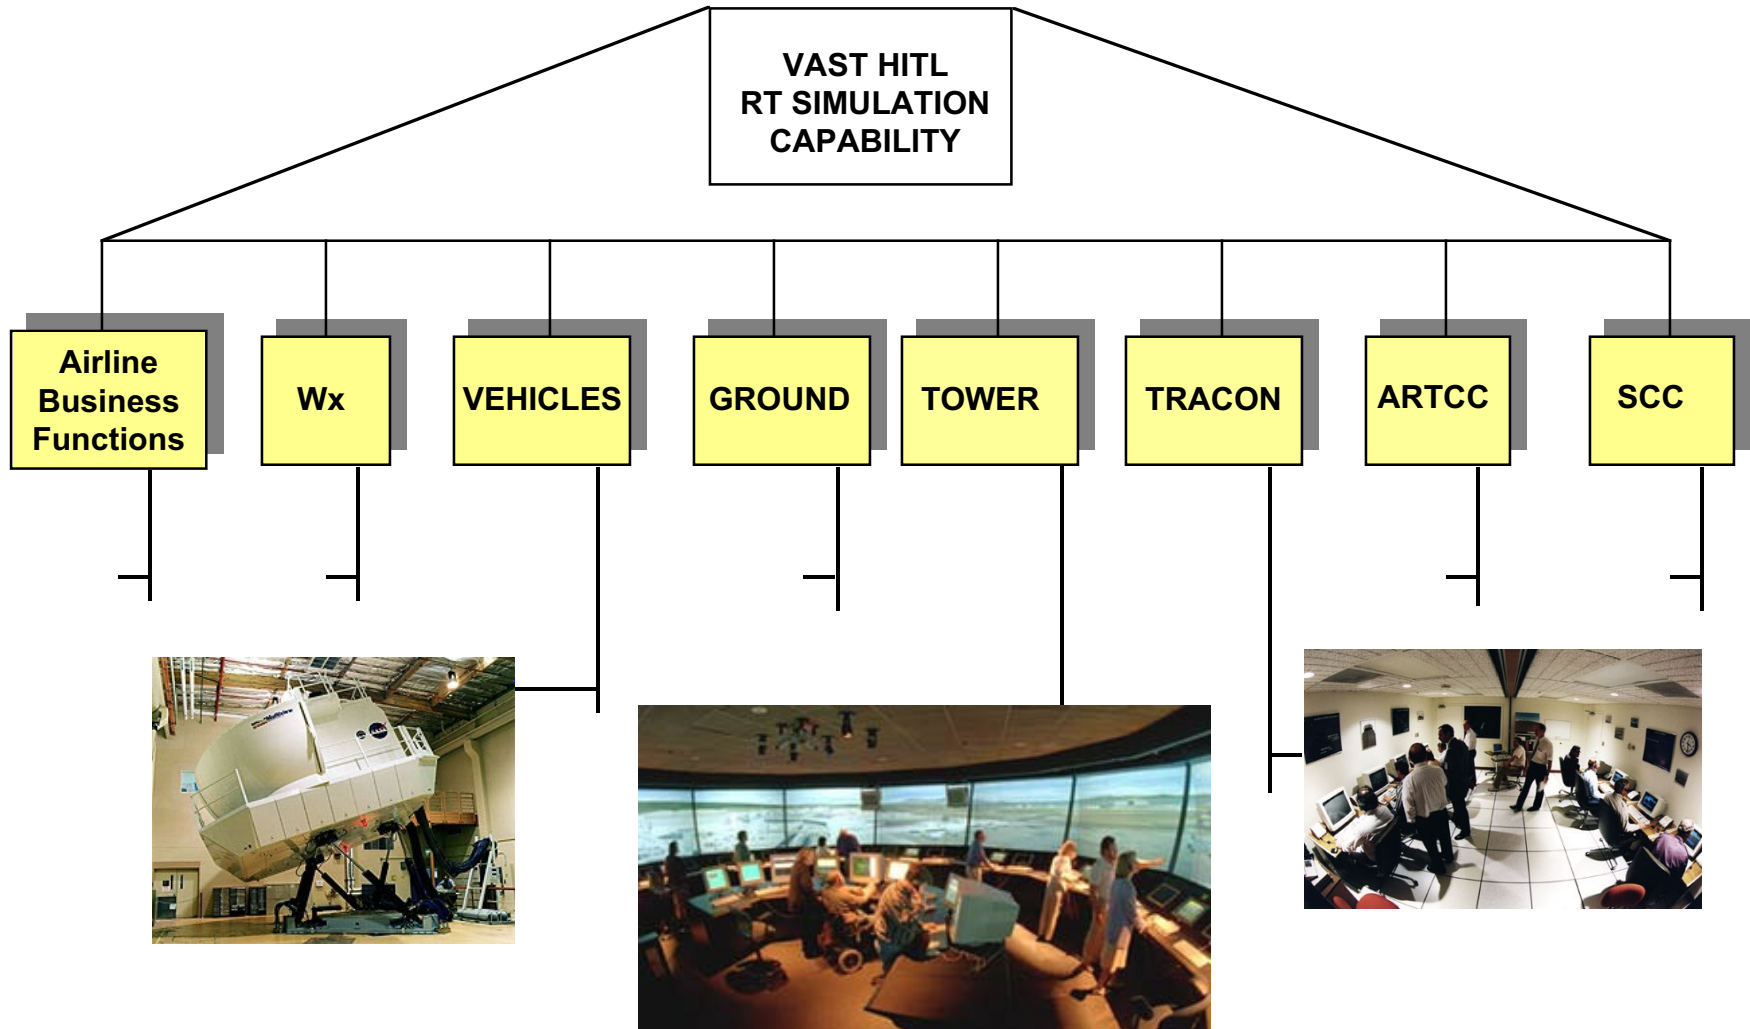 VAST HITL
RT SIMULATION
CAPABILITY
Airline
Business
Functions
Wx
VEHICLES
GROUND
TOWER
TRACON
ARTCC
SCC